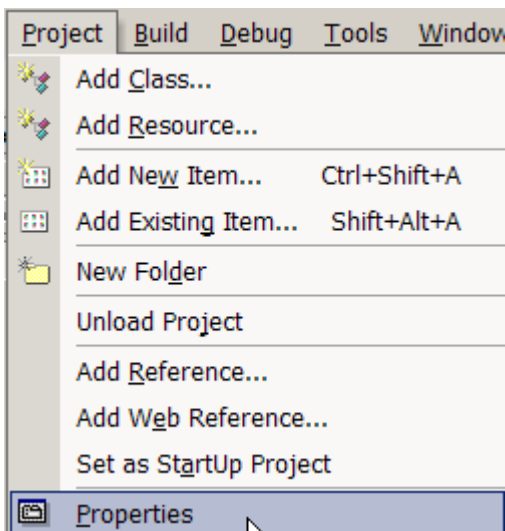 Project Build Debug Tools Window
Add Class...
Add Resource...
Add New Item... Ctrl+Shift+A
Add Existing Item... Shift+Alt+A
New Folder
Unload Project
Add Reference...
Add Web Reference...
Set as StartUp Project
Properties